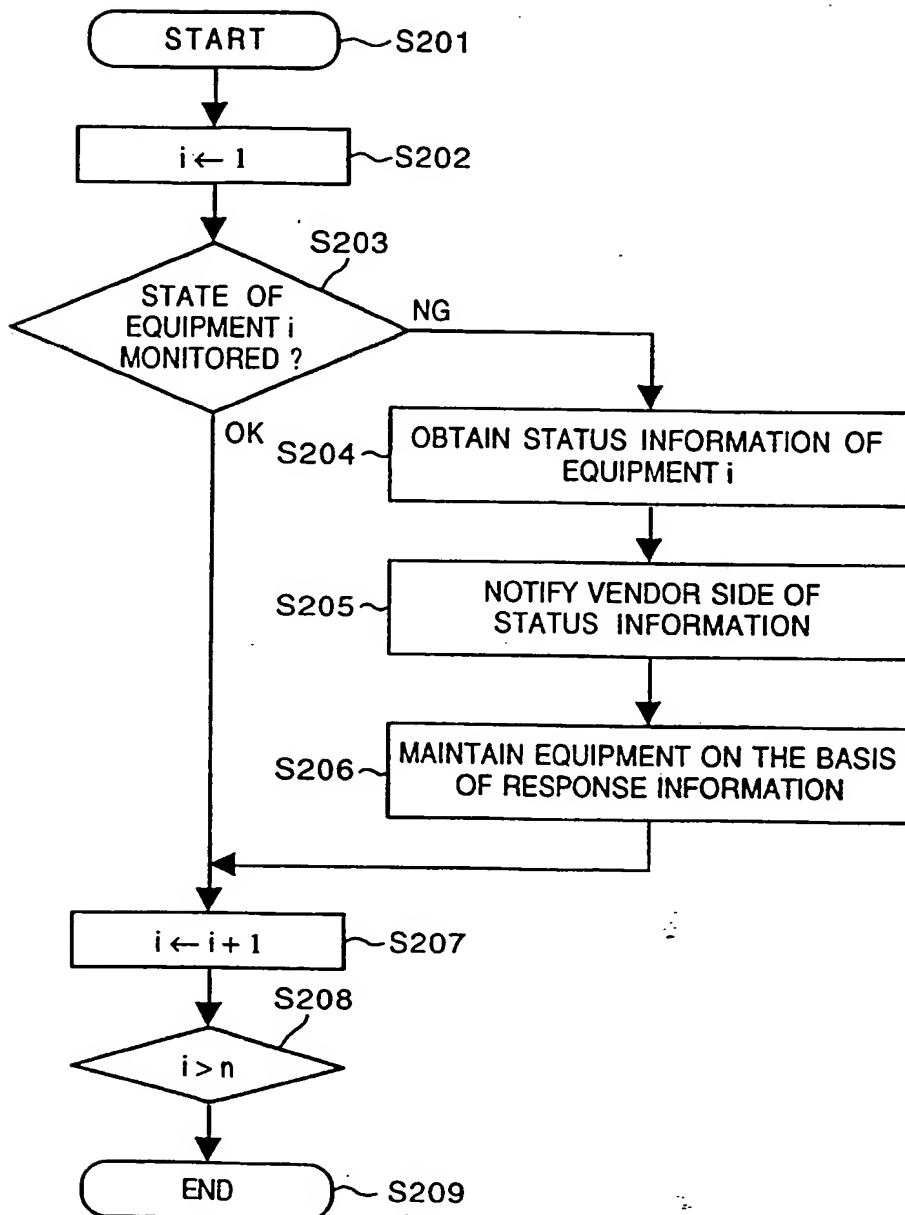 START
S201
i ← 1
S202
S203
STATE OF
EQUIPMENT i
MONITORED ?
NG
OK
S204
OBTAIN STATUS INFORMATION OF
EQUIPMENT i
S205
NOTIFY VENDOR SIDE OF
STATUS INFORMATION
S206
MAINTAIN EQUIPMENT ON THE BASIS
OF RESPONSE INFORMATION
i ← i + 1
S207
S208
i > n
END
S209